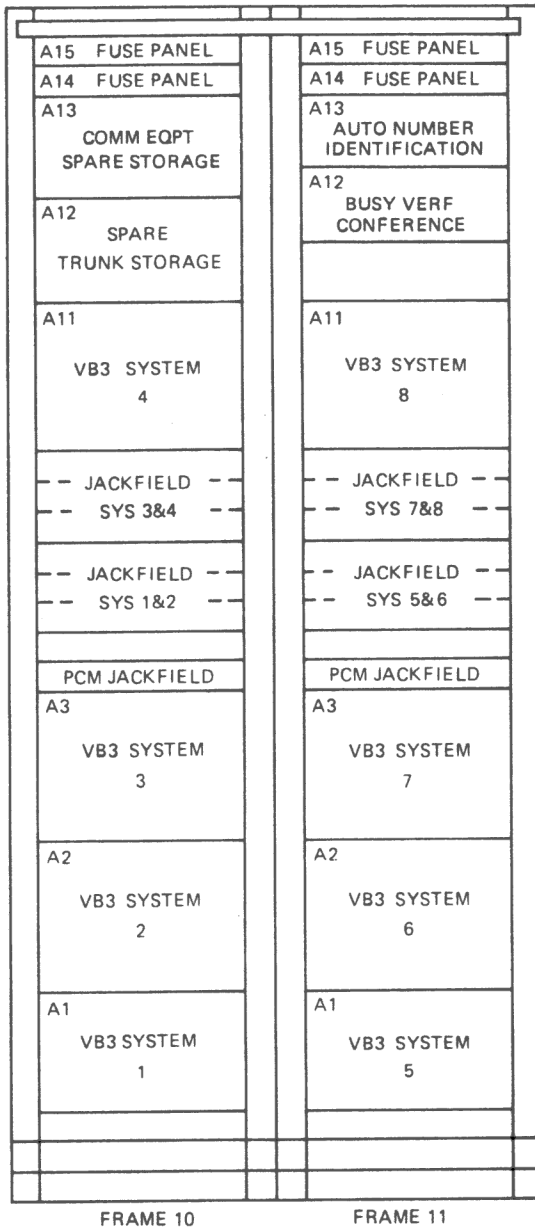 A15 FUSE PANEL
A14 FUSE PANEL
A13
COMM EQPT
SPARE STORAGE
A12
SPARE
TRUNK STORAGE
A11
VB3 SYSTEM
4
JACKFIELD
SYS 3&4
JACKFIELD
SYS 1&2
PCM JACKFIELD
A3
VB3 SYSTEM
3
A2
VB3 SYSTEM
2
A1
VB3 SYSTEM
1
FRAME 10
A15 FUSE PANEL
A14 FUSE PANEL
A13
AUTO NUMBER
IDENTIFICATION
A12
BUSY VERF
CONFERENCE
A11
VB3 SYSTEM
8
JACKFIELD
SYS 7&8
JACKFIELD
SYS 5&6
PCM JACKFIELD
A3
VB3 SYSTEM
7
A2
VB3 SYSTEM
6
A1
VB3 SYSTEM
5
FRAME 11